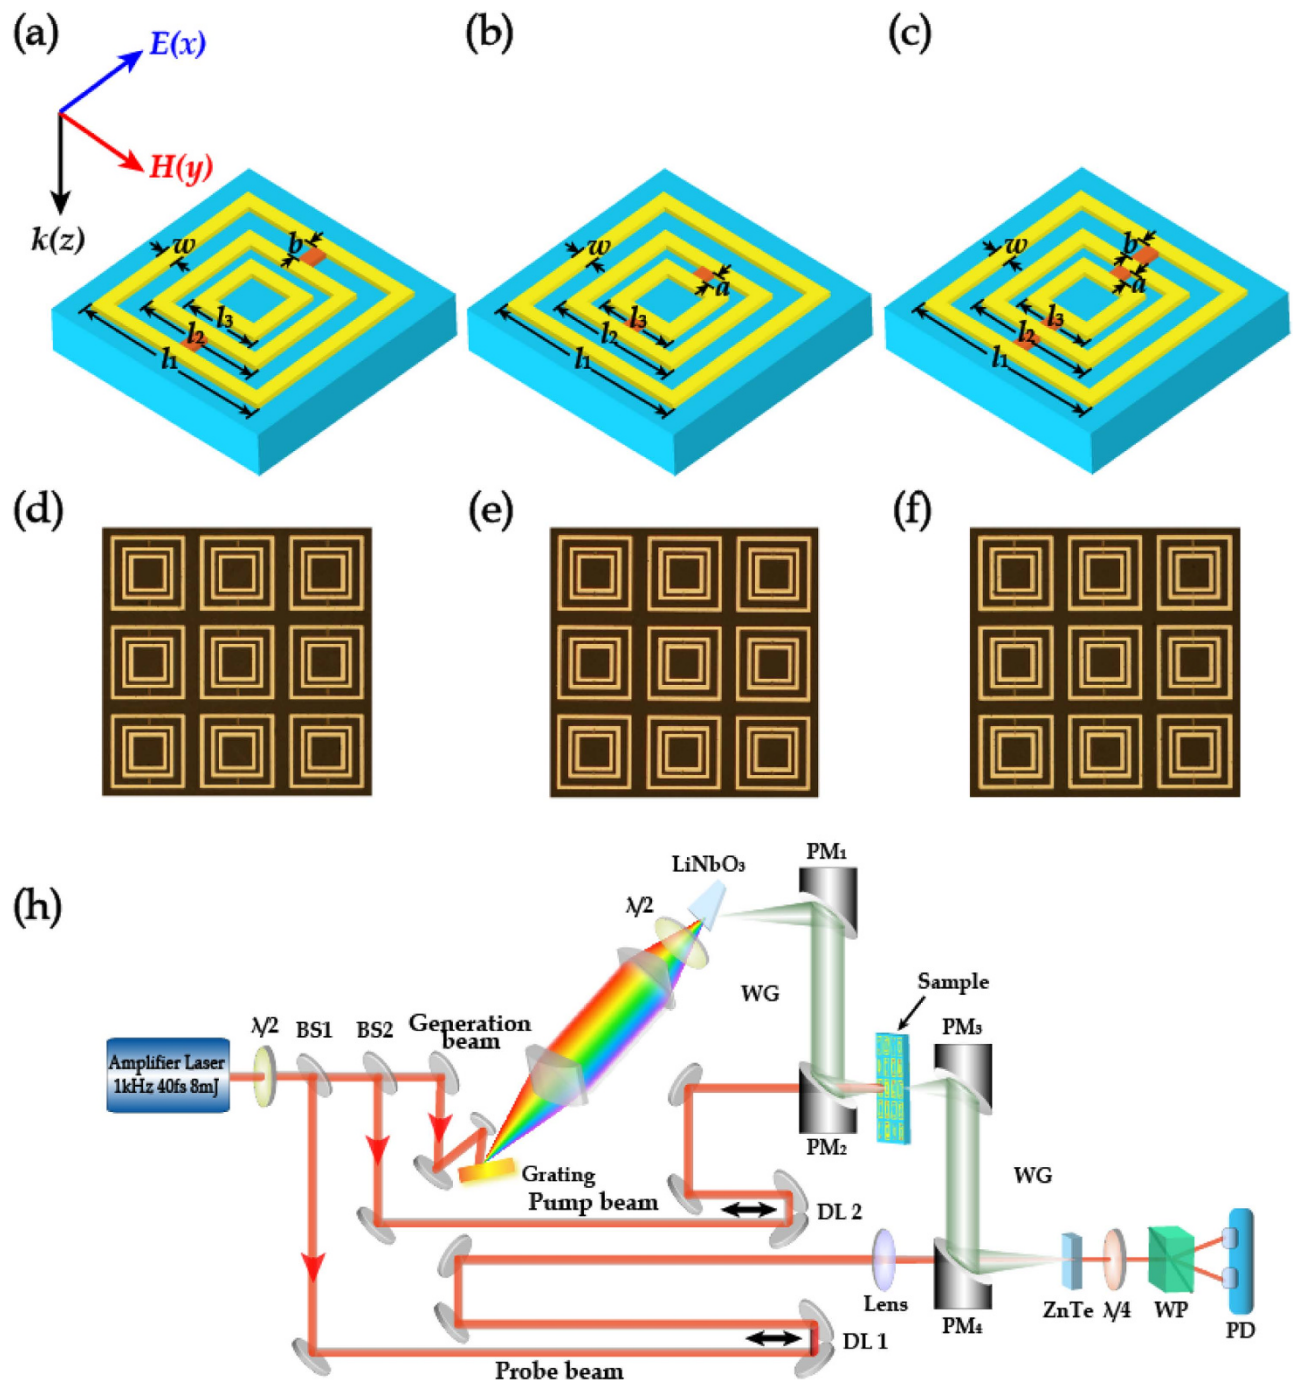 (a)
(b)
(c)
E(x)
H(y)
k(z)
w
b
l3
l2
l1
w
a
l3
l2
l1
w
b
a
l3
l2
l1
(d)
(e)
(f)
(h)
LiNbO3
PM1
λ/2
WG
Sample
PM3
λ/2
BS1
BS2
Generation
beam
Amplifier Laser
1kHz 40fs 8mJ
PM2
Grating
Pump beam
DL 2
WG
Lens
PM4
ZnTe
λ/4
WP
PD
DL 1
Probe beam